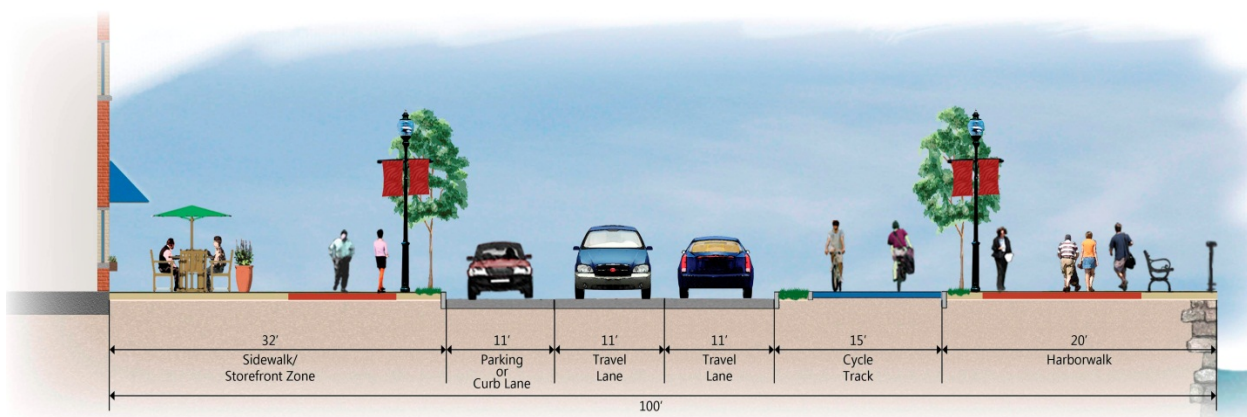 32'
Sidewalk/
Storefront Zone
11'
Parking
or
Curb Lane
11'
Travel
Lane
11'
Travel
Lane
15'
Cycle
Track
20'
Harborwalk
100'